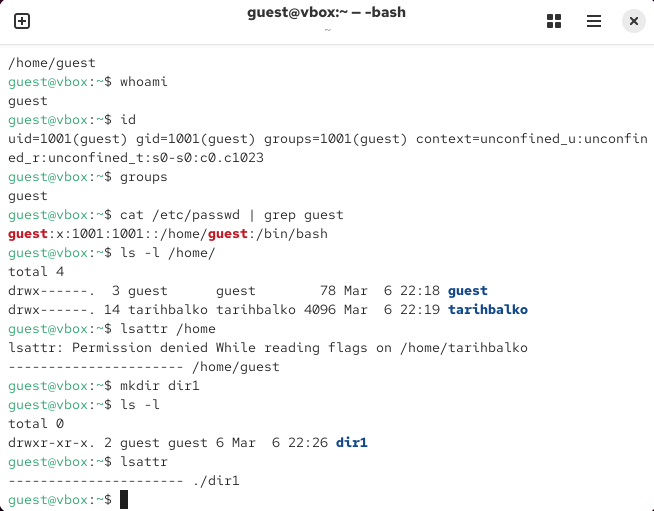 guest@vbox:~ — -bash
~
/home/guest
guest@vbox:~$ whoami
guest
guest@vbox:~$ id
uid=1001(guest) gid=1001(guest) groups=1001(guest) context=unconfined_u:unconfin
ed_r:unconfined_t:s0-s0:c0.c1023
guest@vbox:~$ groups
guest
guest@vbox:~$ cat /etc/passwd | grep guest
guest:x:1001:1001::/home/guest:/bin/bash
guest@vbox:~$ ls -l /home/
total 4
drwx------.  3 guest      guest        78 Mar  6 22:18 guest
drwx------. 14 tarihbalko tarihbalko 4096 Mar  6 22:19 tarihbalko
guest@vbox:~$ lsattr /home
lsattr: Permission denied While reading flags on /home/tarihbalko
---------------------- /home/guest
guest@vbox:~$ mkdir dir1
guest@vbox:~$ ls -l
total 0
drwxr-xr-x. 2 guest guest 6 Mar  6 22:26 dir1
guest@vbox:~$ lsattr
---------------------- ./dir1
guest@vbox:~$